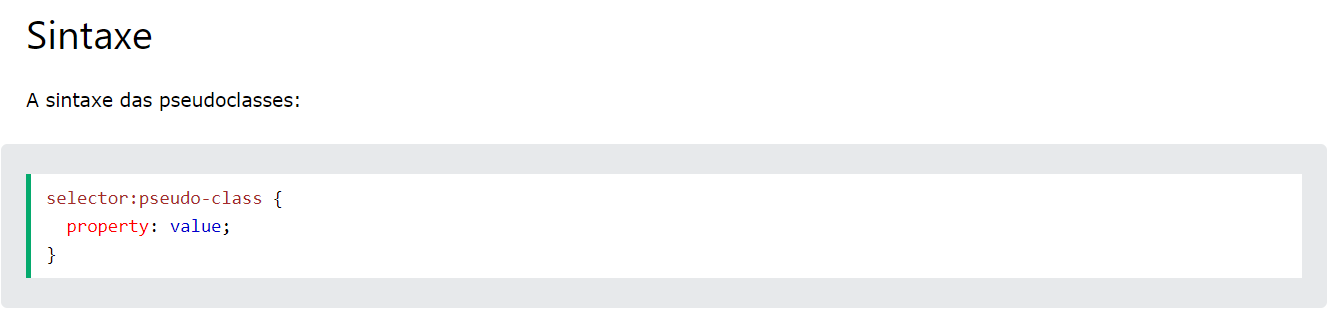 Sintaxe
A sintaxe das pseudoclasses:
selector:pseudo-class {
  property: value;
}